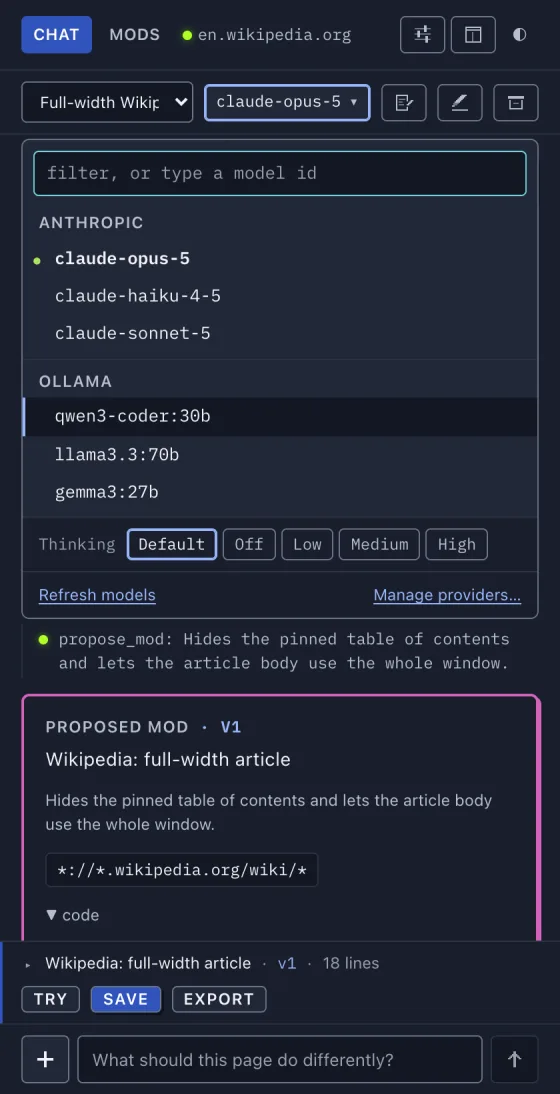 CHAT MODS en.wikipedia.org
Full-width Wikip claude-opus-5 ▾
filter, or type a model id
ANTHROPIC
claude-opus-5
claude-haiku-4-5
claude-sonnet-5
OLLAMA
qwen3-coder:30b
llama3.3:70b
gemma3:27b
Thinking Default Off Low Medium High
Refresh models Manage providers...
propose_mod: Hides the pinned table of contents
and lets the article body use the whole window.
PROPOSED MOD · V1
Wikipedia: full-width article
Hides the pinned table of contents and lets the article body
use the whole window.
*://*.wikipedia.org/wiki/*
▼ code
▸ Wikipedia: full-width article · v1 · 18 lines
TRY SAVE EXPORT
What should this page do differently?